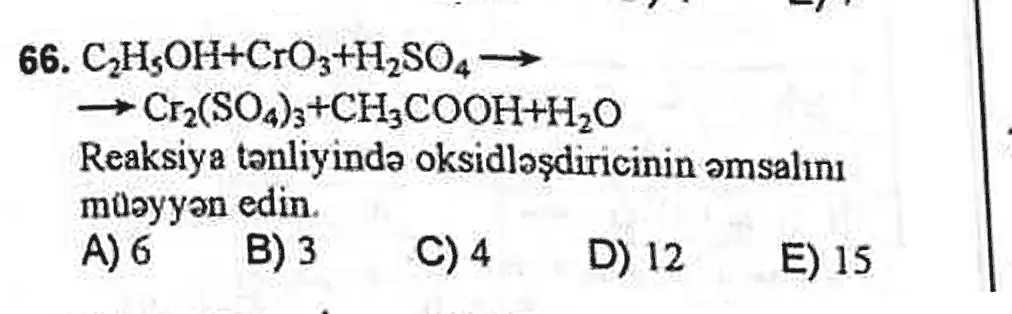 66. C₂H₅OH+CrO₃+H₂SO₄ →
→ Cr₂(SO₄)₃+CH₃COOH+H₂O
Reaksiya tənliyində oksidləşdiricinin əmsalını
müəyyən edin.
A) 6 B) 3 C) 4 D) 12 E) 15